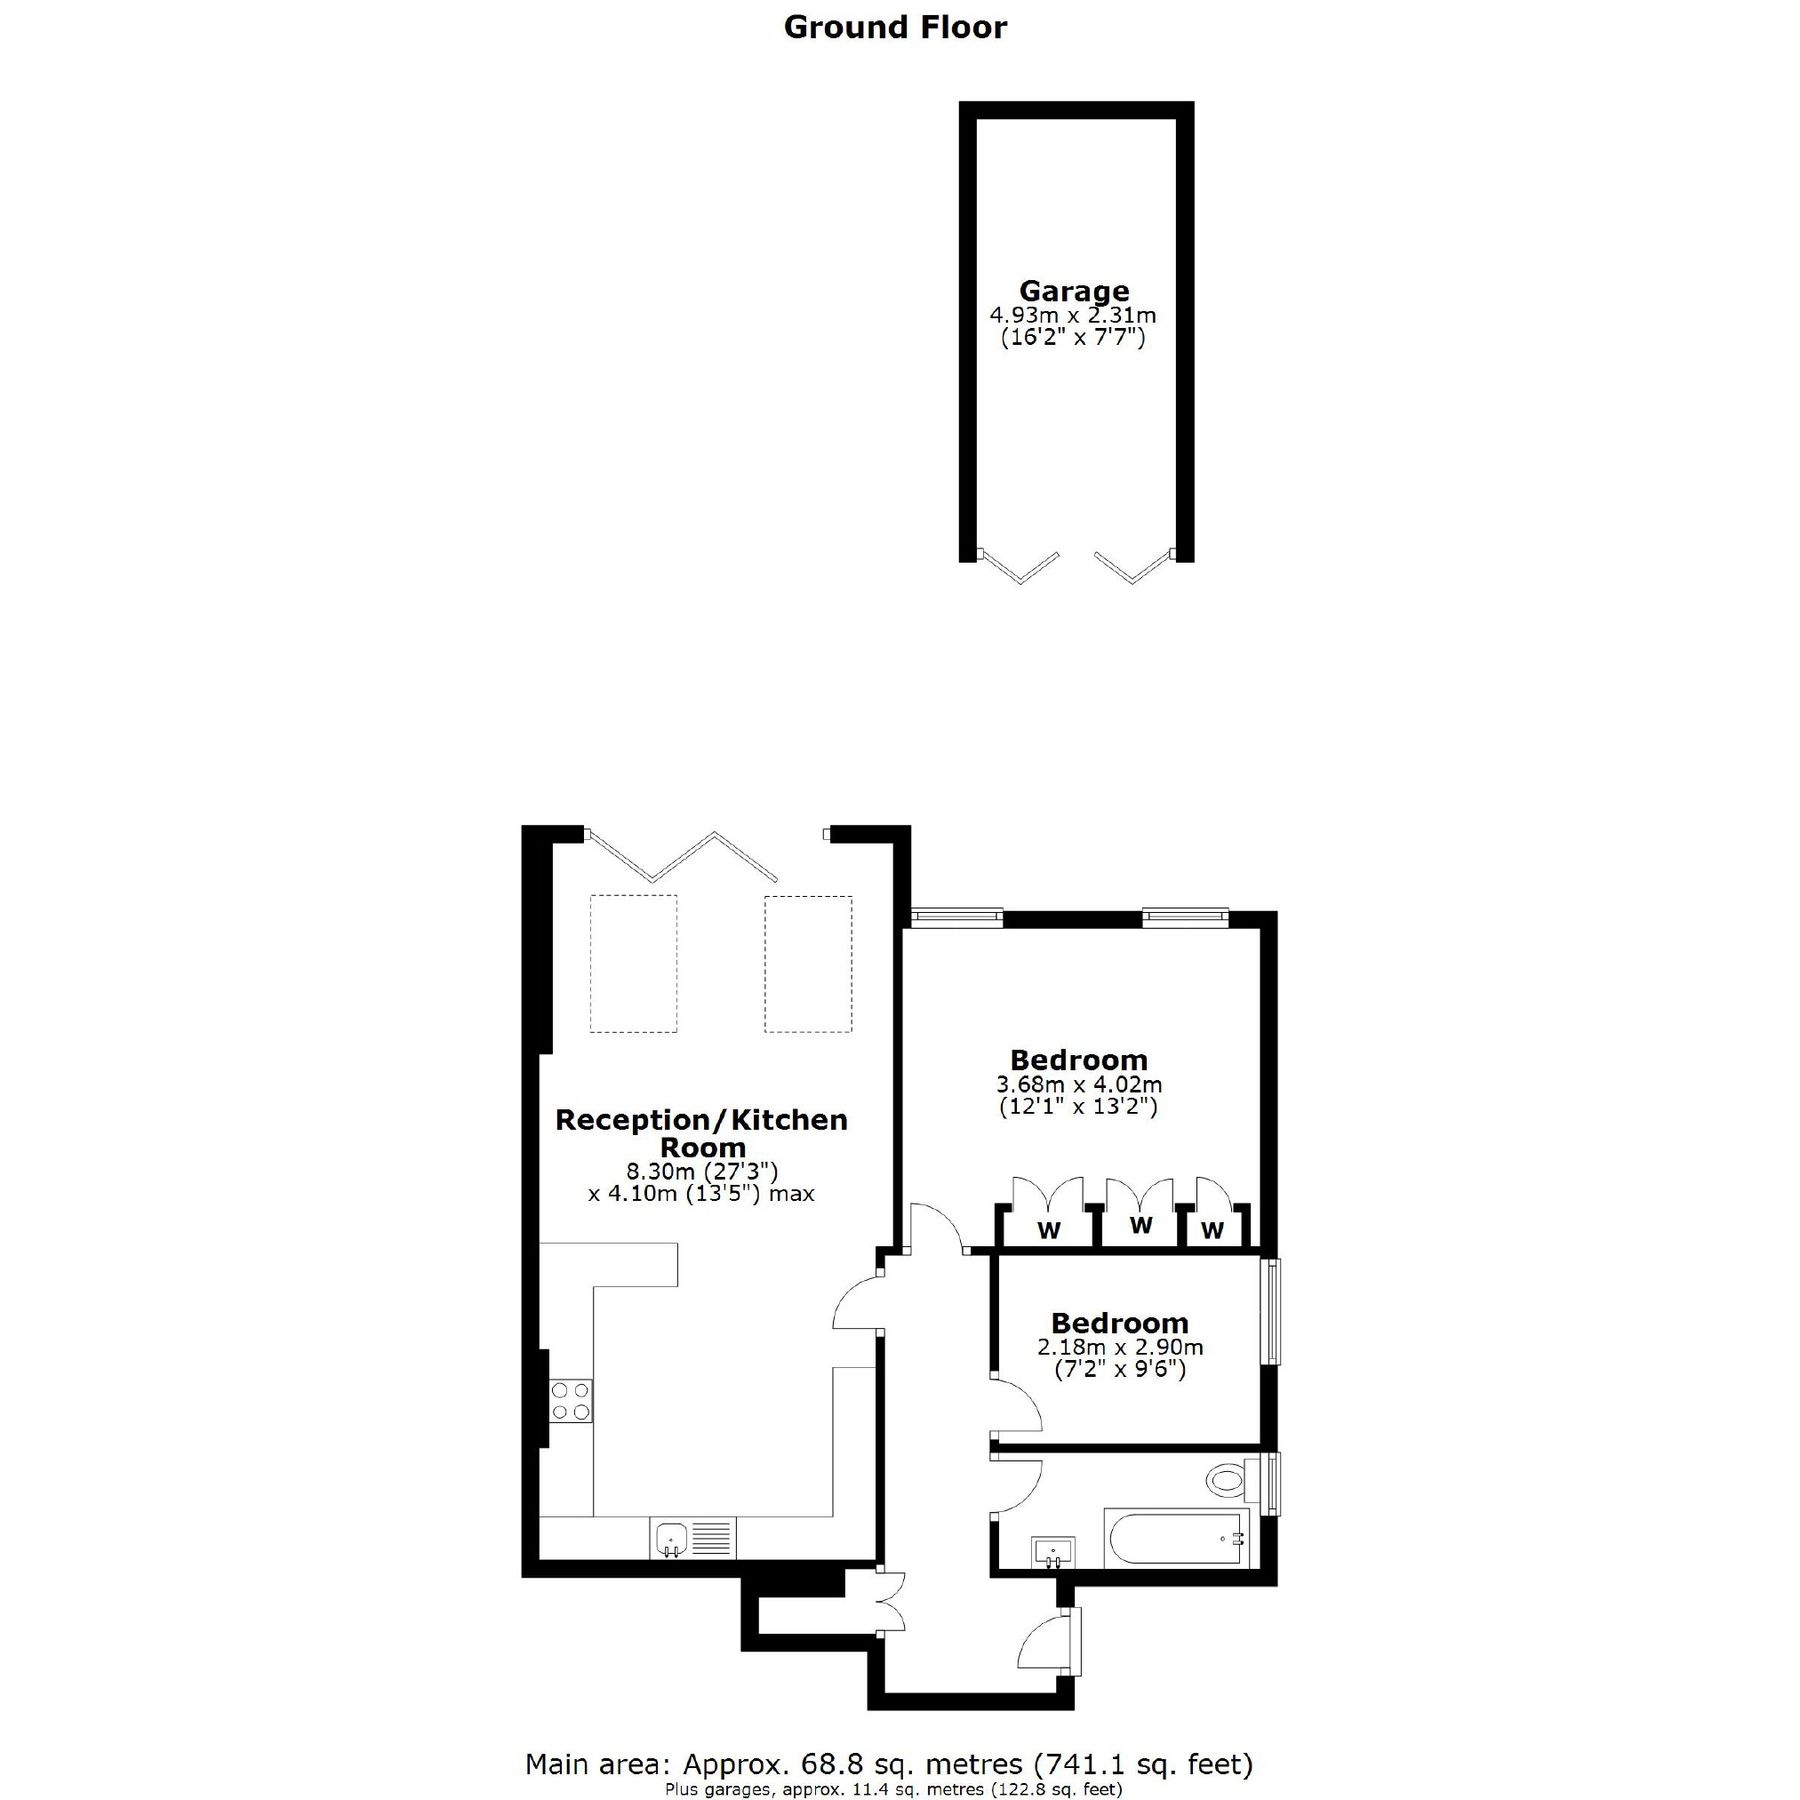 Ground Floor
Garage
4.93m x 2.31m
(16'2" x 7'7")
Bedroom
3.68m x 4.02m
(12'1" x 13'2")
Reception/Kitchen
Room
8.30m (27'3")
x 4.10m (13'5") max
W
W
W
Bedroom
2.18m x 2.90m
(7'2" x 9'6")
Main area: Approx. 68.8 sq. metres (741.1 sq. feet)
Plus garages, approx. 11.4 sq. metres (122.8 sq. feet)